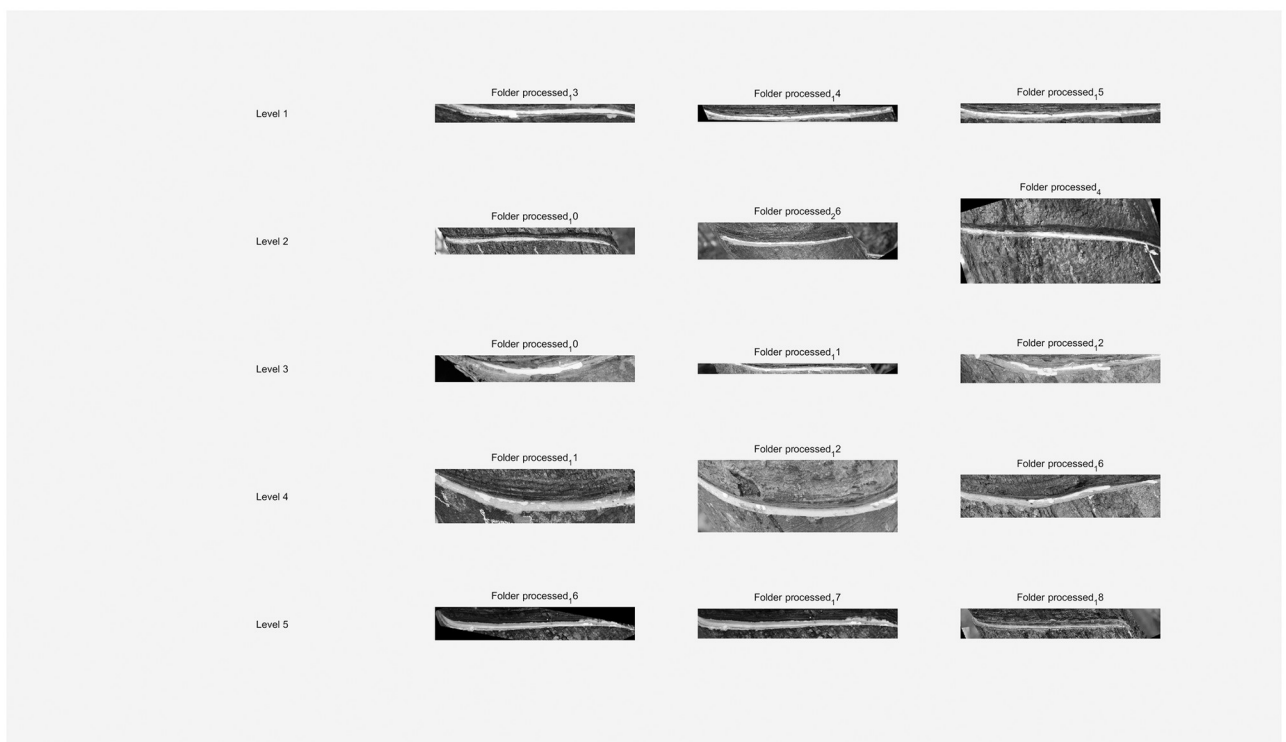 Folder processed₁3 Folder processed₁4 Folder processed₁5
Level 1
Folder processed₁0 Folder processed₂6 Folder processed₄
Level 2
Folder processed₁0 Folder processed₁1 Folder processed₁2
Level 3
Folder processed₁1 Folder processed₁2 Folder processed₁6
Level 4
Folder processed₁6 Folder processed₁7 Folder processed₁8
Level 5